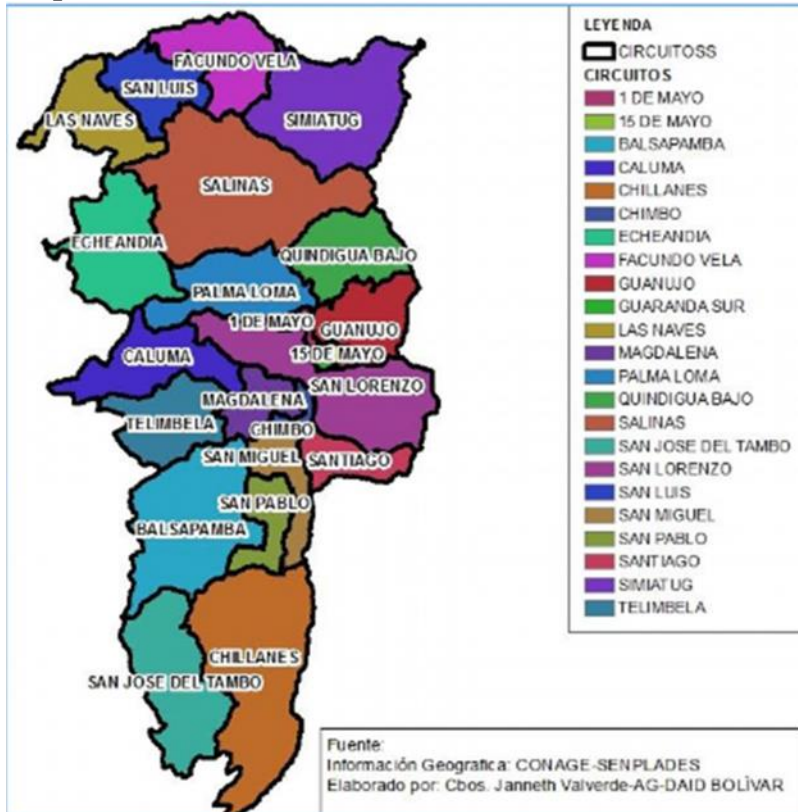 FACUNDO VELA
SAN LUIS
LAS NAVES
SIMIATUG
SALINAS
ECHEANDIA
QUINDIGUA BAJO
PALMA LOMA
1 DE MAYO
GUANUJO
15 DE MAYO
CALUMA
SAN LORENZO
MAGDALENA
TELIMBELA
CHIMBO
SAN MIGUEL
SANTIAGO
SAN PABLO
BALSAPAMBA
CHILLANES
SAN JOSE DEL TAMBO
LEYENDA
CIRCUITOSS
CIRCUITOS
1 DE MAYO
15 DE MAYO
BALSAPAMBA
CALUMA
CHILLANES
CHIMBO
ECHEANDIA
FACUNDO VELA
GUANUJO
GUARANDA SUR
LAS NAVES
MAGDALENA
PALMA LOMA
QUINDIGUA BAJO
SALINAS
SAN JOSE DEL TAMBO
SAN LORENZO
SAN LUIS
SAN MIGUEL
SAN PABLO
SANTIAGO
SIMIATUG
TELIMBELA
Fuente:
Información Geografica: CONAGE-SENPLADES
Elaborado por: Cbos. Janneth Valverde-AG-DAID BOLÌVAR